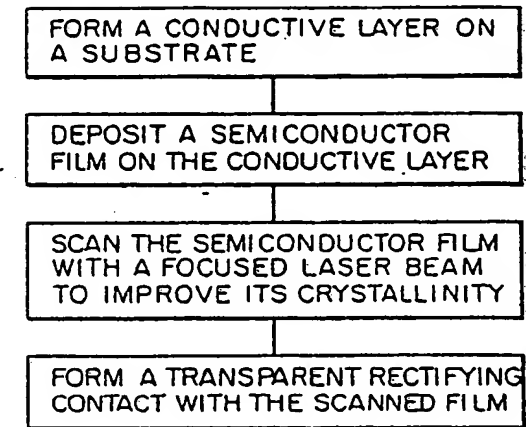 FORM A CONDUCTIVE LAYER ON
A SUBSTRATE
DEPOSIT A SEMICONDUCTOR
FILM ON THE CONDUCTIVE LAYER
SCAN THE SEMICONDUCTOR FILM
WITH A FOCUSED LASER BEAM
TO IMPROVE ITS CRYSTALLINITY
FORM A TRANSPARENT RECTIFYING
CONTACT WITH THE SCANNED FILM